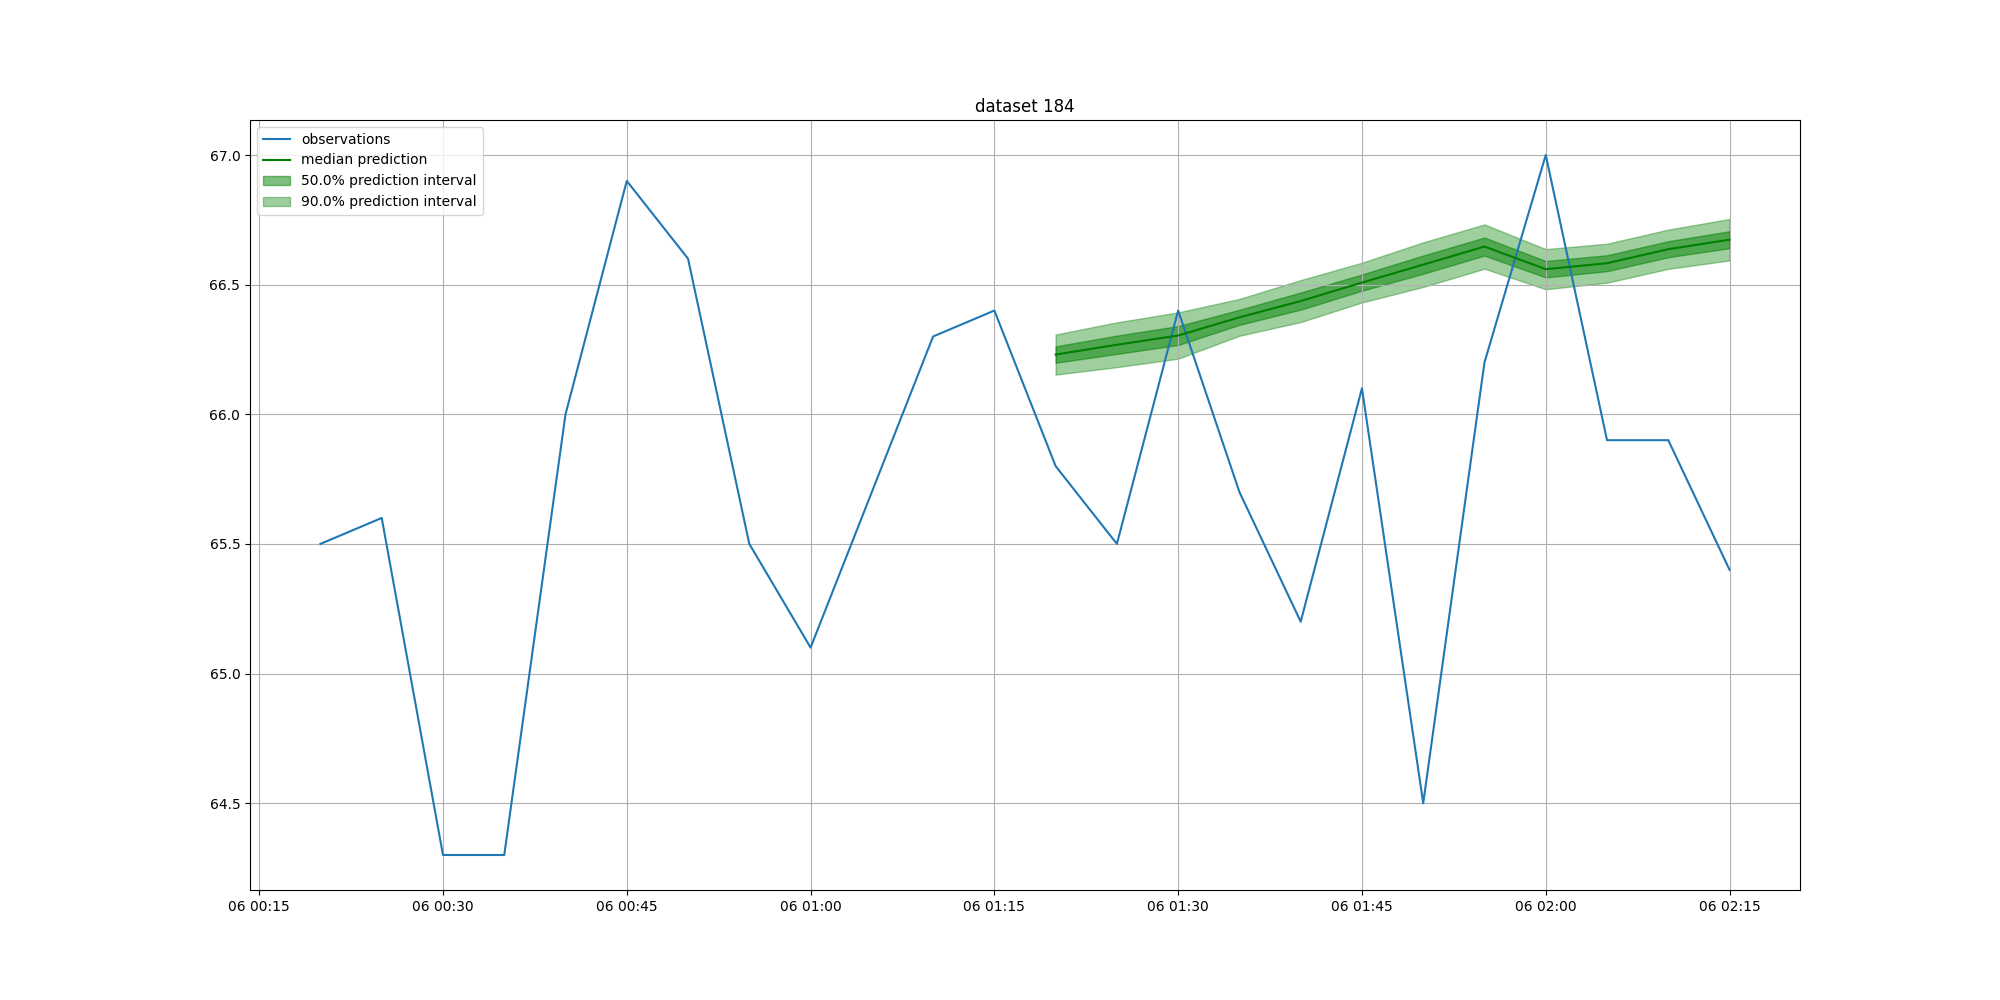 dataset 184
observations
median prediction
50.0% prediction interval
90.0% prediction interval
67.0
66.5
66.0
65.5
65.0
64.5
06 00:15 06 00:30 06 00:45 06 01:00 06 01:15 06 01:30 06 01:45 06 02:00 06 02:15